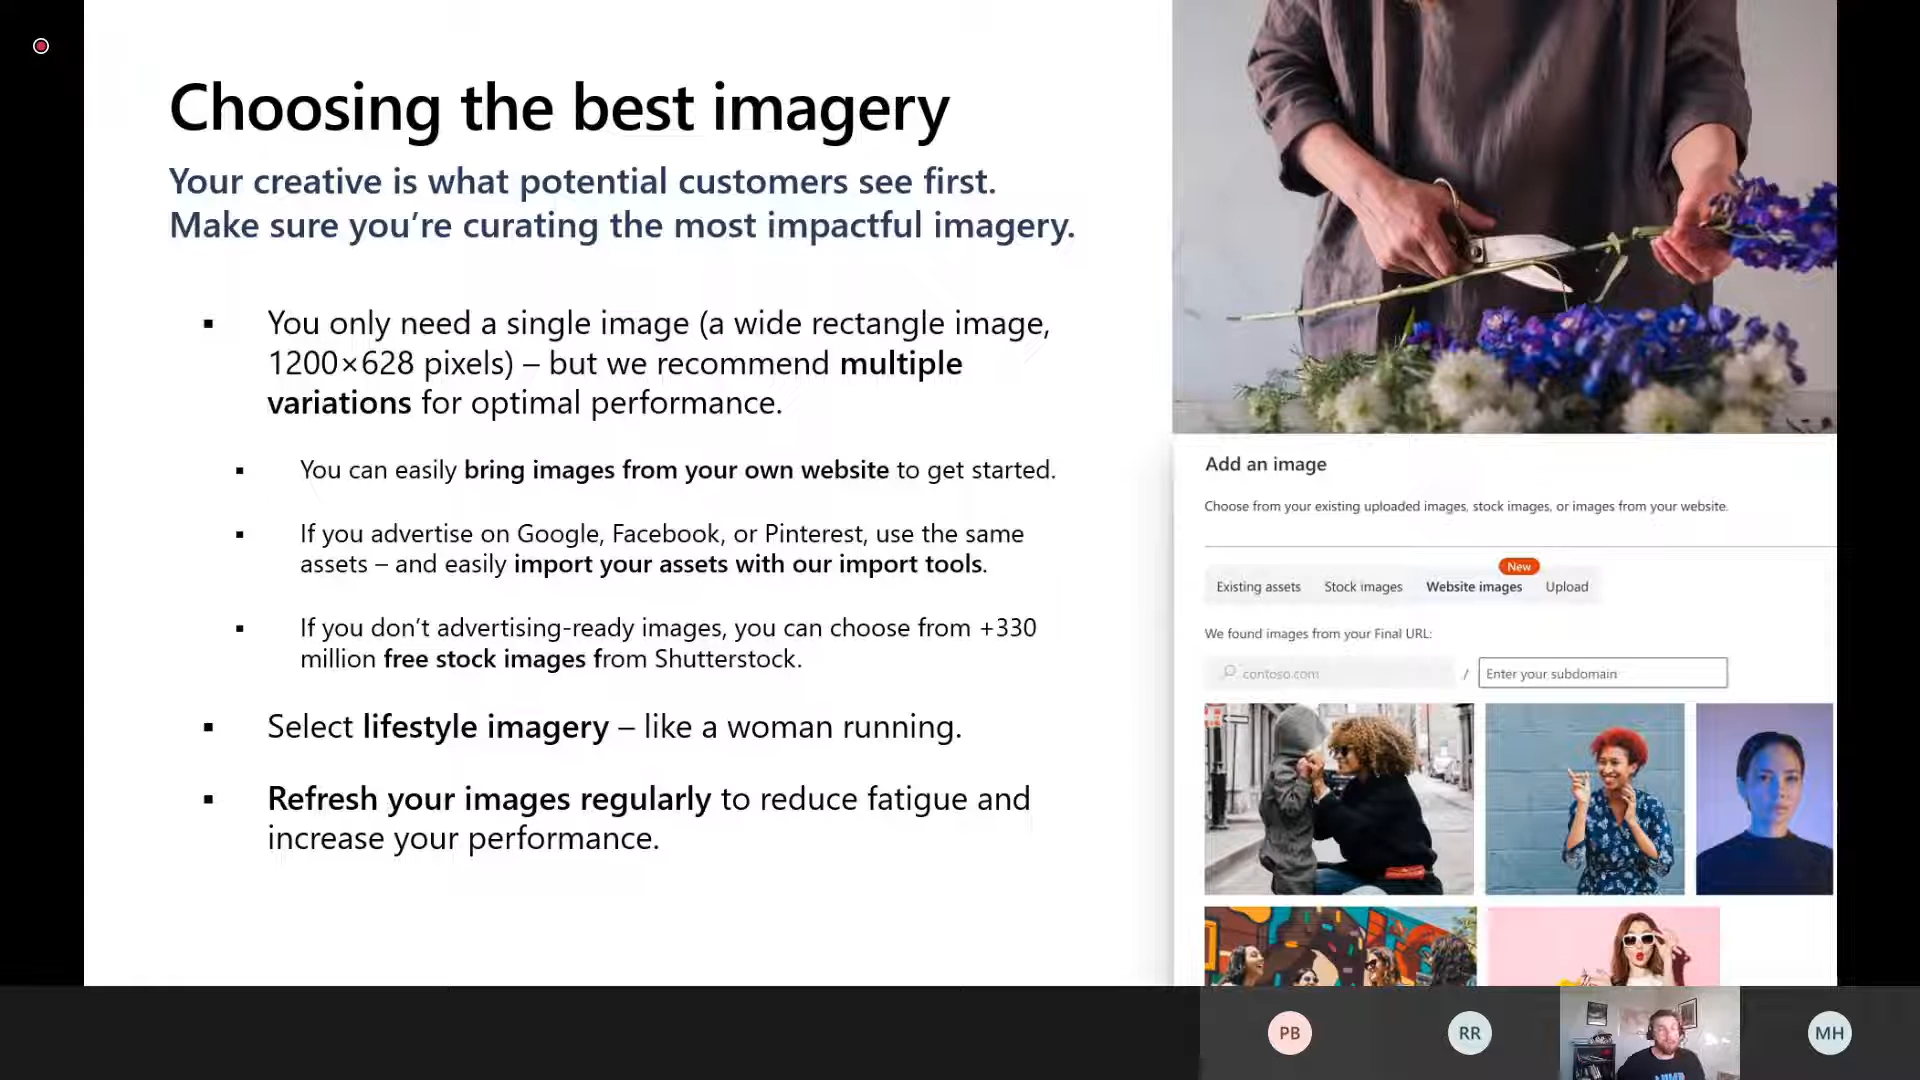 Choosing the best imagery
Your creative is what potential customers see first.
Make sure you’re curating the most impactful imagery.
▪ You only need a single image (a wide rectangle image,
1200×628 pixels) – but we recommend multiple
variations for optimal performance.
▪ You can easily bring images from your own website to get started.
▪ If you advertise on Google, Facebook, or Pinterest, use the same
assets – and easily import your assets with our import tools.
▪ If you don’t advertising-ready images, you can choose from +330
million free stock images from Shutterstock.
▪ Select lifestyle imagery – like a woman running.
▪ Refresh your images regularly to reduce fatigue and
increase your performance.
Add an image
Choose from your existing uploaded images, stock images, or images from your website.
New
Existing assets Stock images Website images Upload
We found images from your Final URL:
contoso.com / Enter your subdomain
PB RR MH